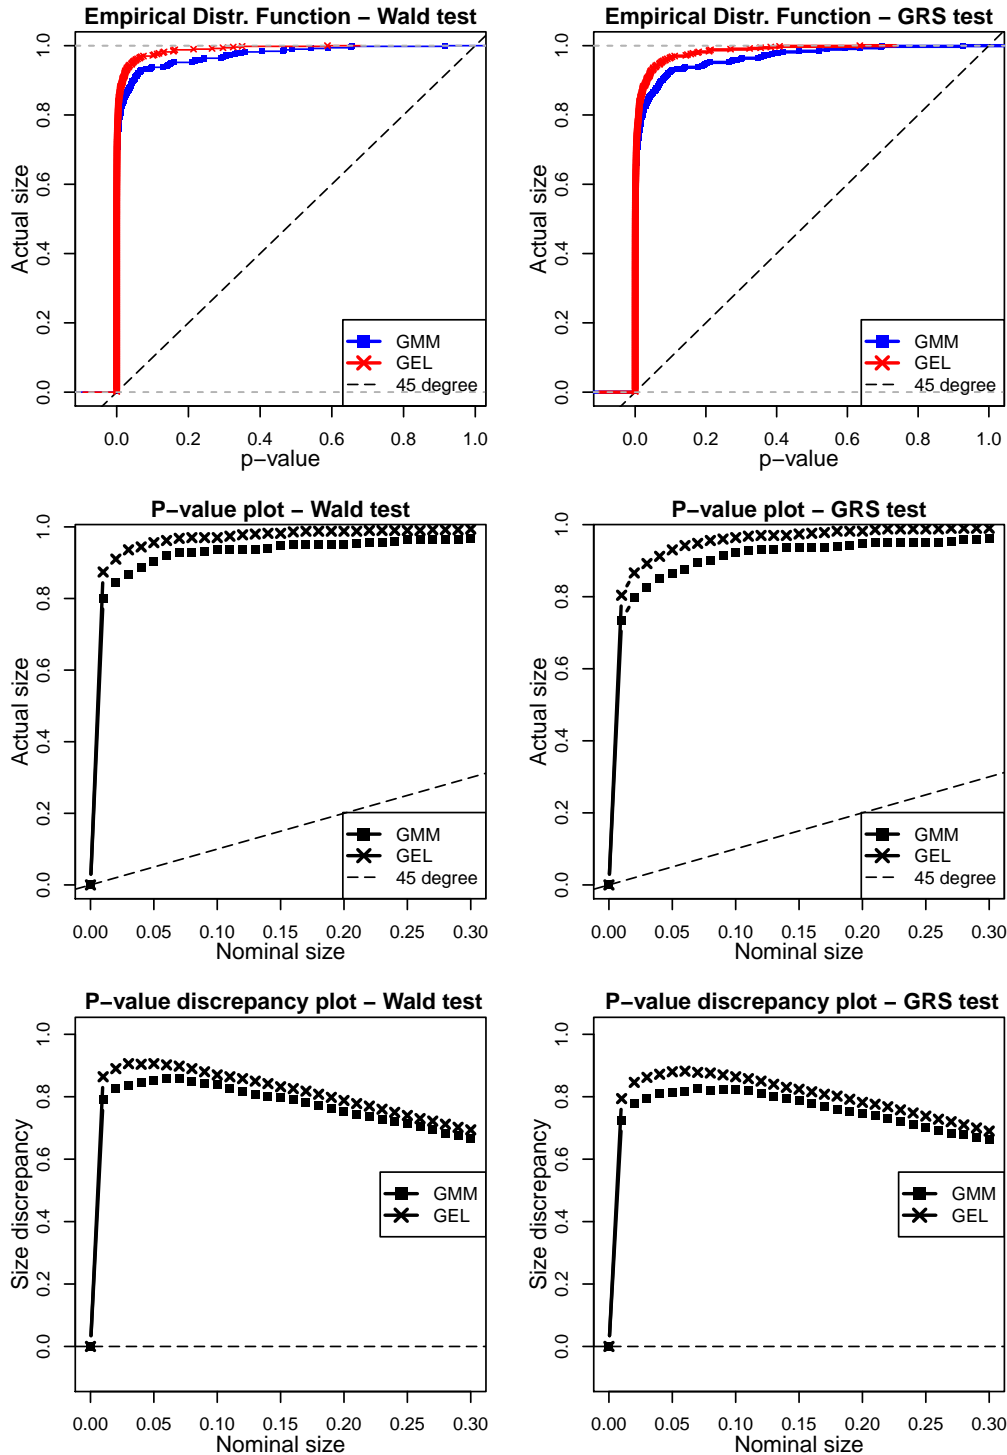 Empirical Distr. Function − Wald test
Actual size
0.0 0.2 0.4 0.6 0.8 1.0
GMM
GEL
45 degree
0.0 0.2 0.4 0.6 0.8 1.0
p−value
Empirical Distr. Function − GRS test
Actual size
0.0 0.2 0.4 0.6 0.8 1.0
GMM
GEL
45 degree
0.0 0.2 0.4 0.6 0.8 1.0
p−value
P−value plot − Wald test
Actual size
0.0 0.2 0.4 0.6 0.8 1.0
GMM
GEL
45 degree
0.00 0.05 0.10 0.15 0.20 0.25 0.30
Nominal size
P−value plot − GRS test
Actual size
0.0 0.2 0.4 0.6 0.8 1.0
GMM
GEL
45 degree
0.00 0.05 0.10 0.15 0.20 0.25 0.30
Nominal size
P−value discrepancy plot − Wald test
Size discrepancy
0.0 0.2 0.4 0.6 0.8 1.0
GMM
GEL
0.00 0.05 0.10 0.15 0.20 0.25 0.30
Nominal size
P−value discrepancy plot − GRS test
Size discrepancy
0.0 0.2 0.4 0.6 0.8 1.0
GMM
GEL
0.00 0.05 0.10 0.15 0.20 0.25 0.30
Nominal size